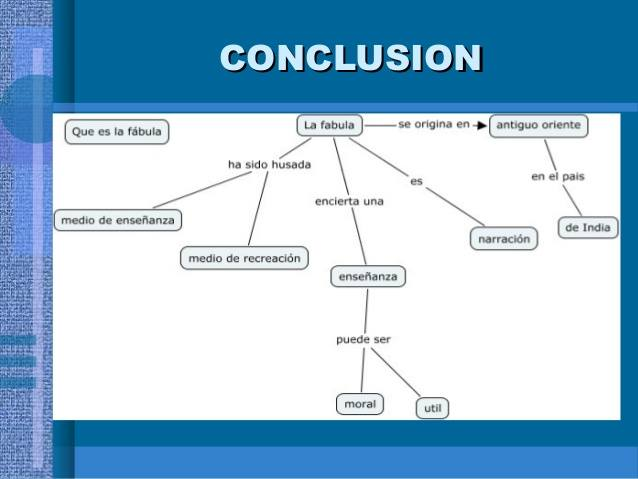 CONCLUSION
Que es la fábula
La fabula
se origina en
antiguo oriente
ha sido husada
es
en el pais
encierta una
medio de enseñanza
de India
narración
medio de recreación
enseñanza
puede ser
moral
util